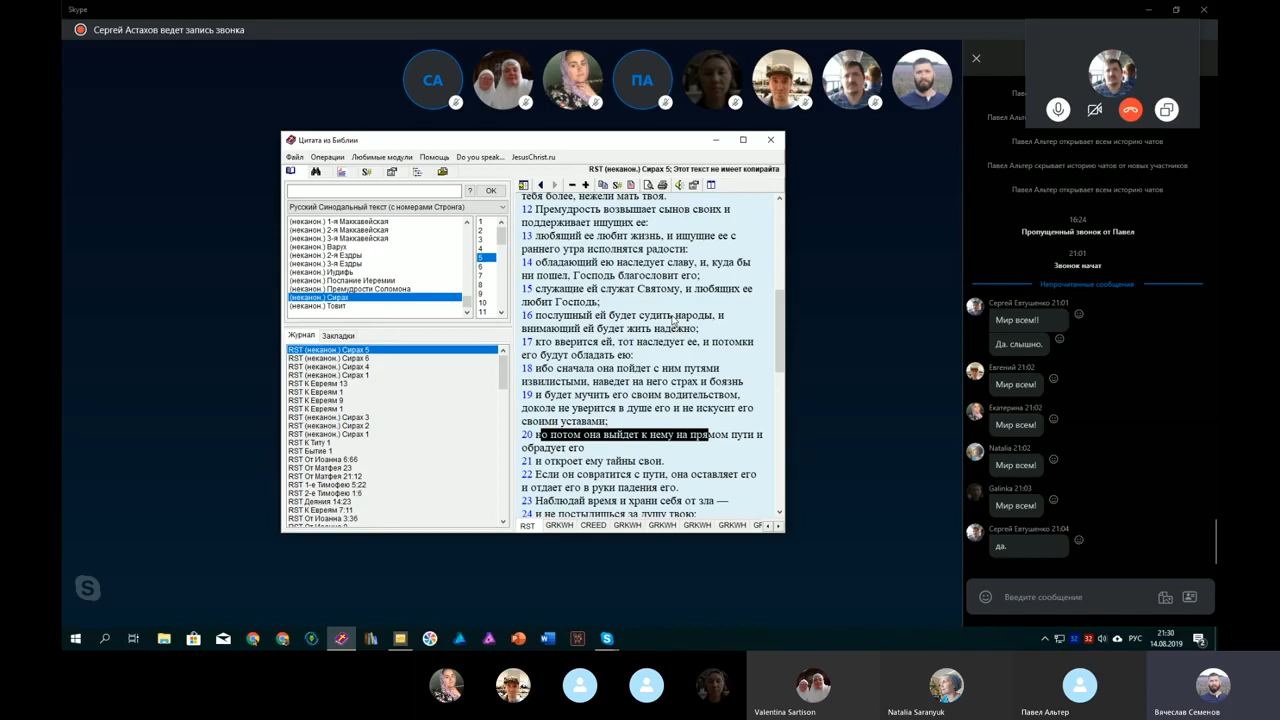 Skype
Сергей Астахов ведет запись звонка
СА
ПА
Цитата из Библии
Файл Операции Любимые модули Помощь Do you speak... JesusChrist.ru
RST (неканон.) Сирах 5; Этот текст не имеет копирайта
? OK
Русский Синодальный текст (с номерами Стронга)
(неканон.) 1-я Маккавейская
(неканон.) 2-я Маккавейская
(неканон.) 3-я Маккавейская
(неканон.) Варух
(неканон.) 2-я Ездры
(неканон.) 3-я Ездры
(неканон.) Иудифь
(неканон.) Послание Иеремии
(неканон.) Премудрости Соломона
(неканон.) Сирах
(неканон.) Товит
1
2
3
4
5
6
7
8
9
10
11
Журнал Закладки
RST (неканон.) Сирах 5
RST (неканон.) Сирах 6
RST (неканон.) Сирах 4
RST (неканон.) Сирах 1
RST К Евреям 13
RST К Евреям 1
RST К Евреям 9
RST К Евреям 1
RST (неканон.) Сирах 3
RST (неканон.) Сирах 2
RST (неканон.) Сирах 1
RST К Титу 1
RST Бытие 1
RST От Иоанна 6:66
RST От Матфея 23
RST От Матфея 21:12
RST 1-е Тимофею 5:22
RST 2-е Тимофею 1:6
RST Деяния 14:23
RST К Евреям 7:11
RST От Иоанна 3:36
тебя более, нежели мать твоя.
12 Премудрость возвышает сынов своих и
поддерживает ищущих ее:
13 любящий ее любит жизнь, и ищущие ее с
раннего утра исполнятся радости:
14 обладающий ею наследует славу, и, куда бы
ни пошел, Господь благословит его;
15 служащие ей служат Святому, и любящих ее
любит Господь;
16 послушный ей будет судить народы, и
внимающий ей будет жить надежно;
17 кто вверится ей, тот наследует ее, и потомки
его будут обладать ею:
18 ибо сначала она пойдет с ним путями
извилистыми, наведет на него страх и боязнь
19 и будет мучить его своим водительством,
доколе не уверится в душе его и не искусит его
своими уставами;
20 но потом она выйдет к нему на прямом пути и
обрадует его
21 и откроет ему тайны свои.
22 Если он совратится с пути, она оставляет его
и отдает его в руки падения его.
23 Наблюдай время и храни себя от зла —
24 и не постыдишься за душу твою:
RST GRKWH CREED GRKWH GRKWH GRKWH GRKWH
Павел Альтер открывает всем историю чатов
Павел Альтер скрывает историю чатов от новых участников
Павел Альтер открывает всем историю чатов
16:24
Пропущенный звонок от Павел
21:01
Звонок начат
Непрочитанные сообщения
Сергей Евтушенко 21:01
Мир всем!!
Да. слышно.
Евгений 21:02
Мир всем!
Екатерина 21:02
Мир всем!
Natalia 21:02
Мир всем!
Galinka 21:03
Мир всем!
Сергей Евтушенко 21:04
да.
Введите сообщение
32 32 РУС
21:30
14.08.2019
2
Valentina Sartison
Natalia Saranyuk
Павел Альтер
Вячеслав Семенов